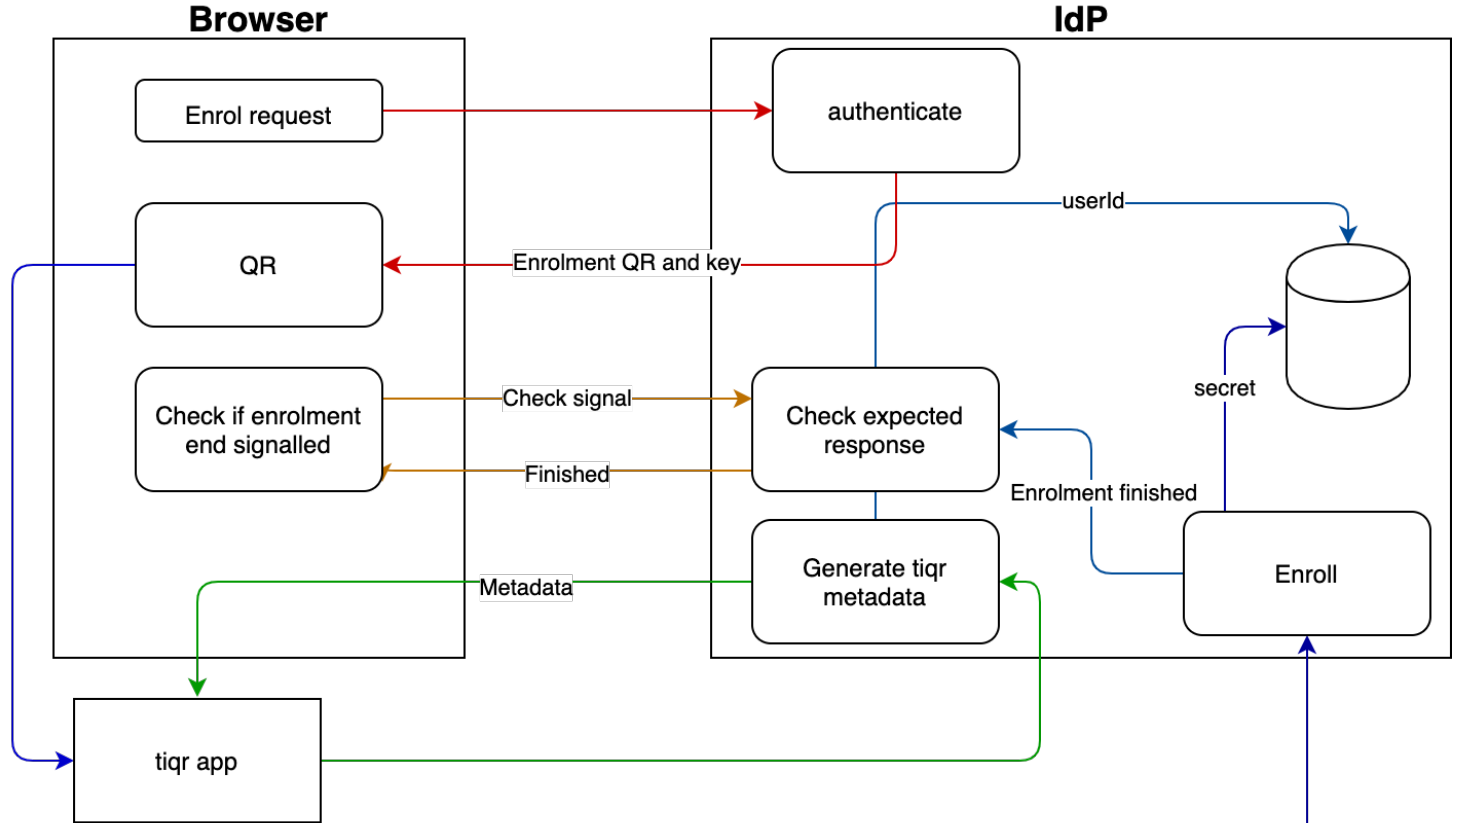 Browser
IdP
Enrol request
authenticate
userId
QR
Enrolment QR and key
secret
Check if enrolment
end signalled
Check signal
Check expected
response
Finished
Enrolment finished
Generate tiqr
metadata
Enroll
Metadata
tiqr app